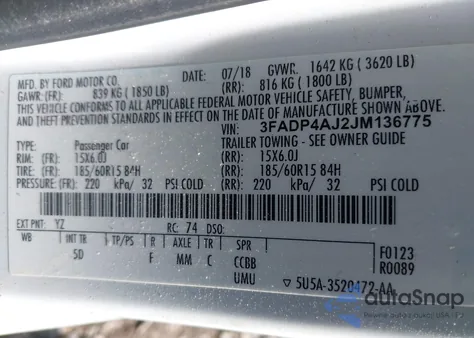 MFD. BY FORD MOTOR CO.
DATE: 07/18 GVWR. 1642 KG ( 3620 LB)
GAWR: (FR): 839 KG ( 1850 LB) (RR): 816 KG ( 1800 LB)
THIS VEHICLE CONFORMS TO ALL APPLICABLE FEDERAL MOTOR VEHICLE SAFETY, BUMPER,
AND THEFT PREVENTION STANDARDS IN EFFECT ON THE DATE OF MANUFACTURE SHOWN ABOVE.
VIN: 3FADP4AJ2JM136775
TYPE: Passenger Car TRAILER TOWING - SEE OWNER GUIDE
RIM: (FR): 15X6.0J (RR): 15X6.0J
TIRE: (FR): 185/60R15 84H (RR): 185/60R15 84H
PRESSURE: (FR): 220 kPa/ 32 PSI COLD (RR): 220 kPa/ 32 PSI COLD
EXT PNT: YZ RC: 74 DSO:
WB INT TR TP/PS R AXLE TR SPR F0123
5D F MM C CCBB R0089
UMU 5U5A-3520472-AA
autoSnap